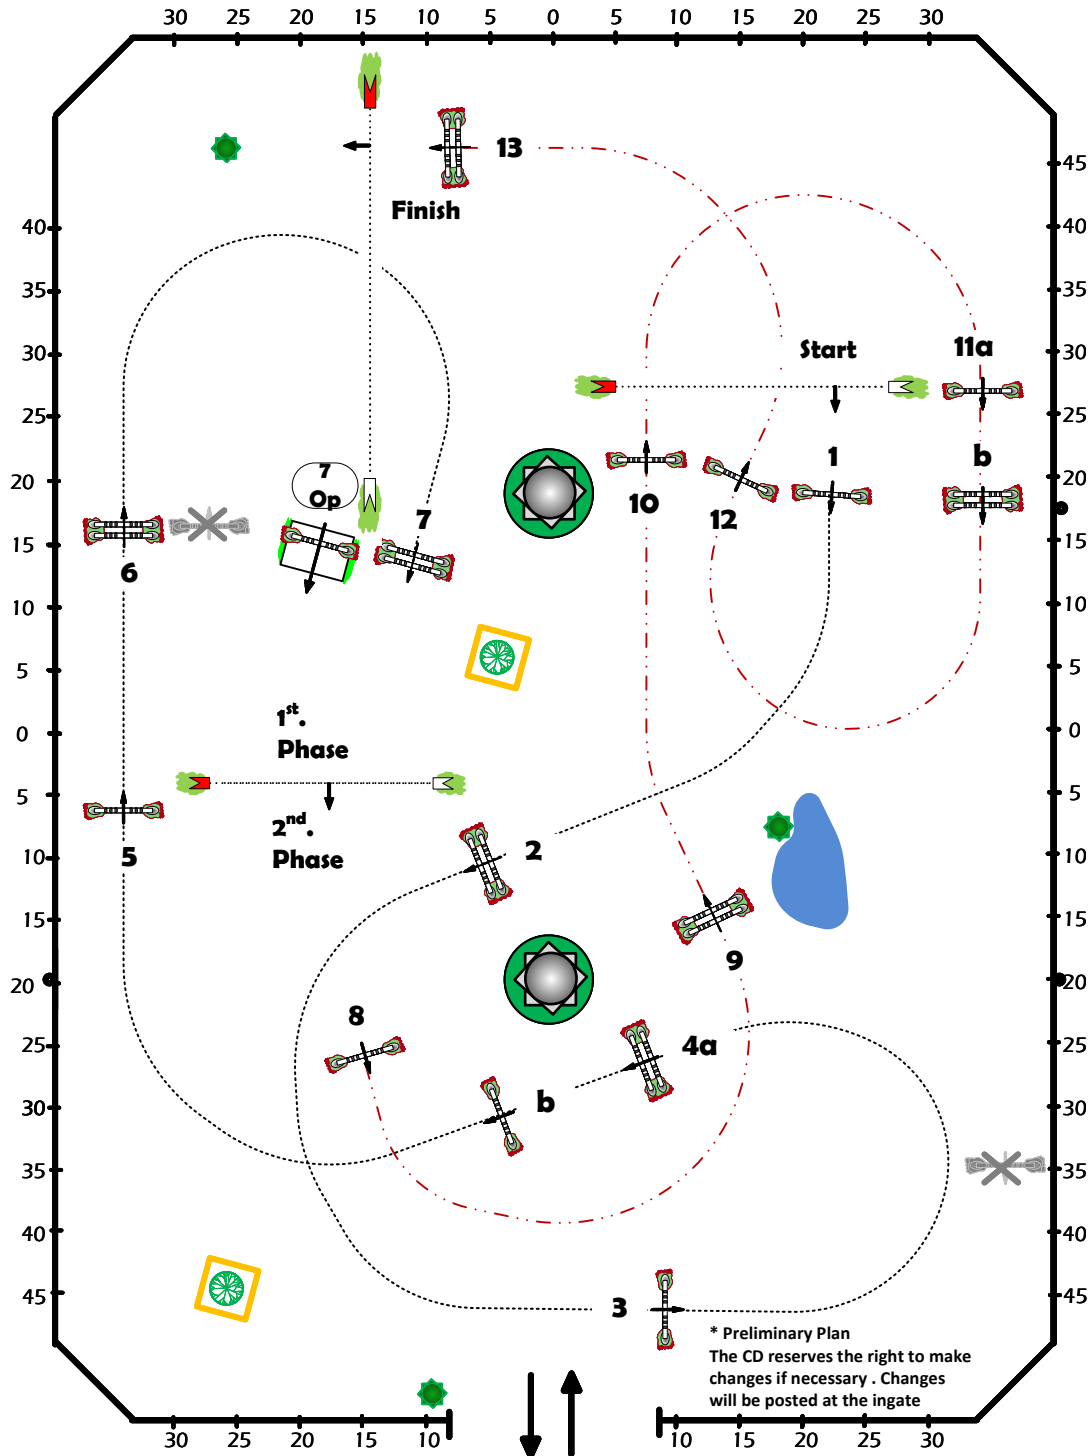 30 25 20 15 10 5 0 5 10 15 20 25 30
45
40 40
35 35
30 30
25 25
20 20
15 15
10 10
5 5
0 0
5 5
10 10
15 15
20 20
25 25
30 30
35 35
40 40
45 45
13
Finish
Start
11a
1
b
7
Op
7
10
12
6
1st.
Phase
2nd.
Phase
5
2
9
8
4a
b
3
* Preliminary Plan
The CD reserves the right to make
changes if necessary . Changes
will be posted at the ingate
30 25 20 15 10 10 15 20 25 30